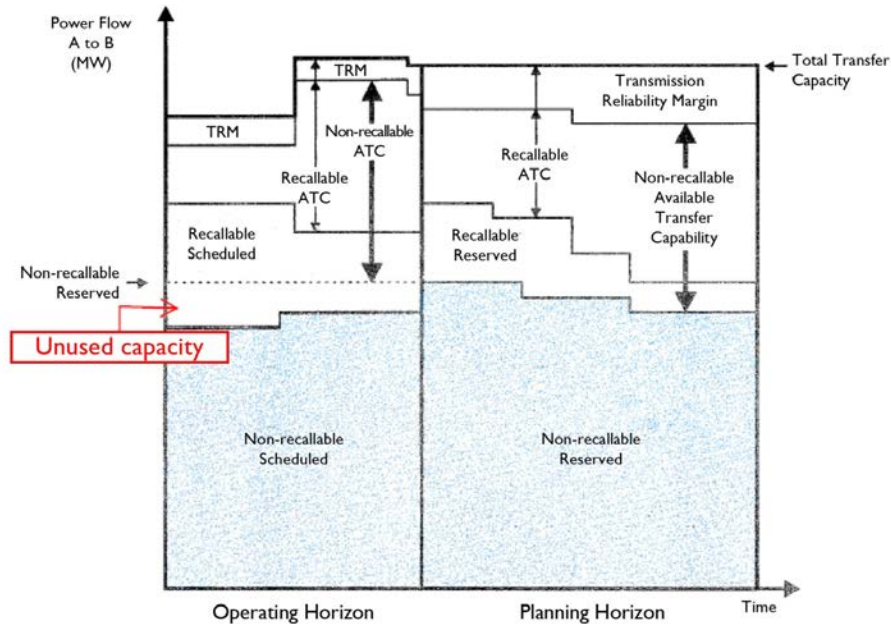 Power Flow
A to B
(MW)
TRM
TRM
Non-recallable
ATC
Recallable
ATC
Recallable
Scheduled
Non-recallable
Reserved
Unused capacity
Non-recallable
Scheduled
Operating Horizon
Total Transfer
Capacity
Transmission
Reliability Margin
Recallable
ATC
Non-recallable
Available
Transfer
Capability
Recallable
Reserved
Non-recallable
Reserved
Planning Horizon
Time